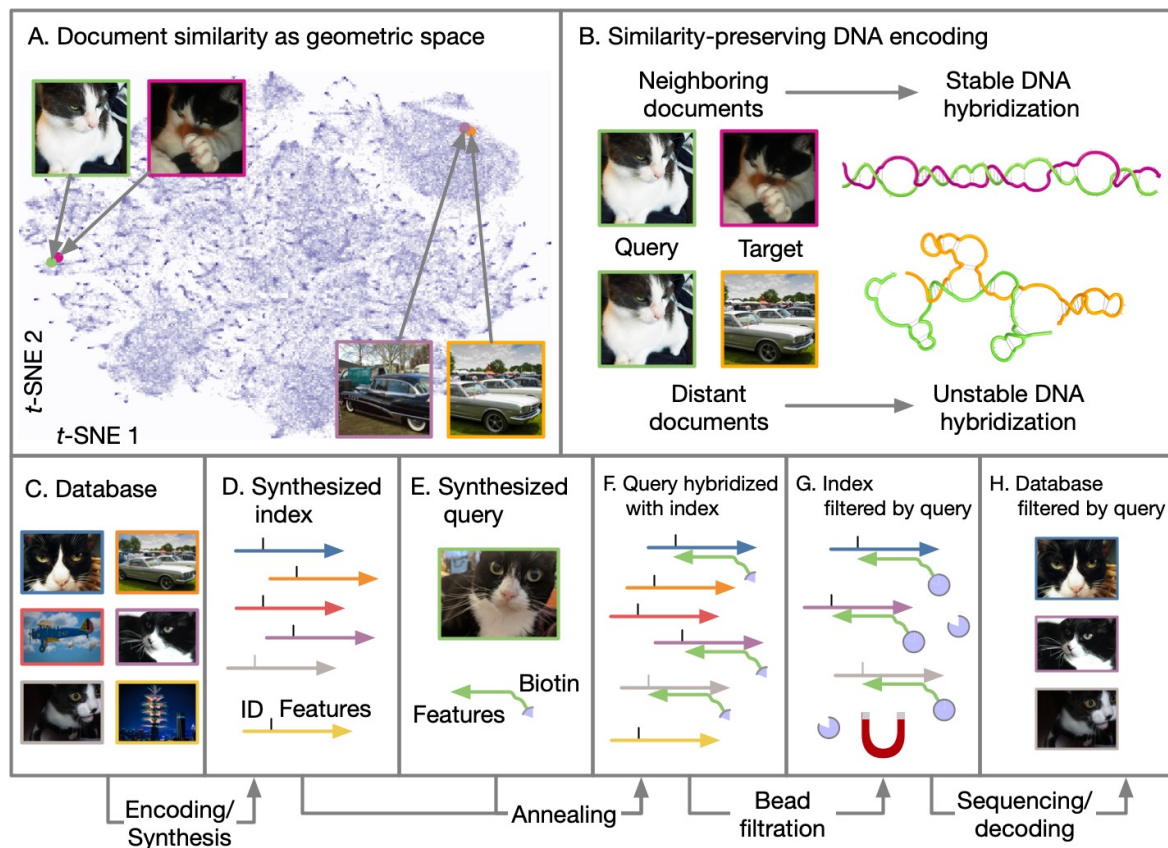 A. Document similarity as geometric space
t-SNE 2
t-SNE 1
B. Similarity-preserving DNA encoding
Neighboring
documents
Stable DNA
hybridization
Query
Target
Distant
documents
Unstable DNA
hybridization
C. Database
D. Synthesized
index
ID
Features
E. Synthesized
query
Biotin
Features
F. Query hybridized
with index
G. Index
filtered by query
H. Database
filtered by query
Encoding/
Synthesis
Annealing
Bead
filtration
Sequencing/
decoding